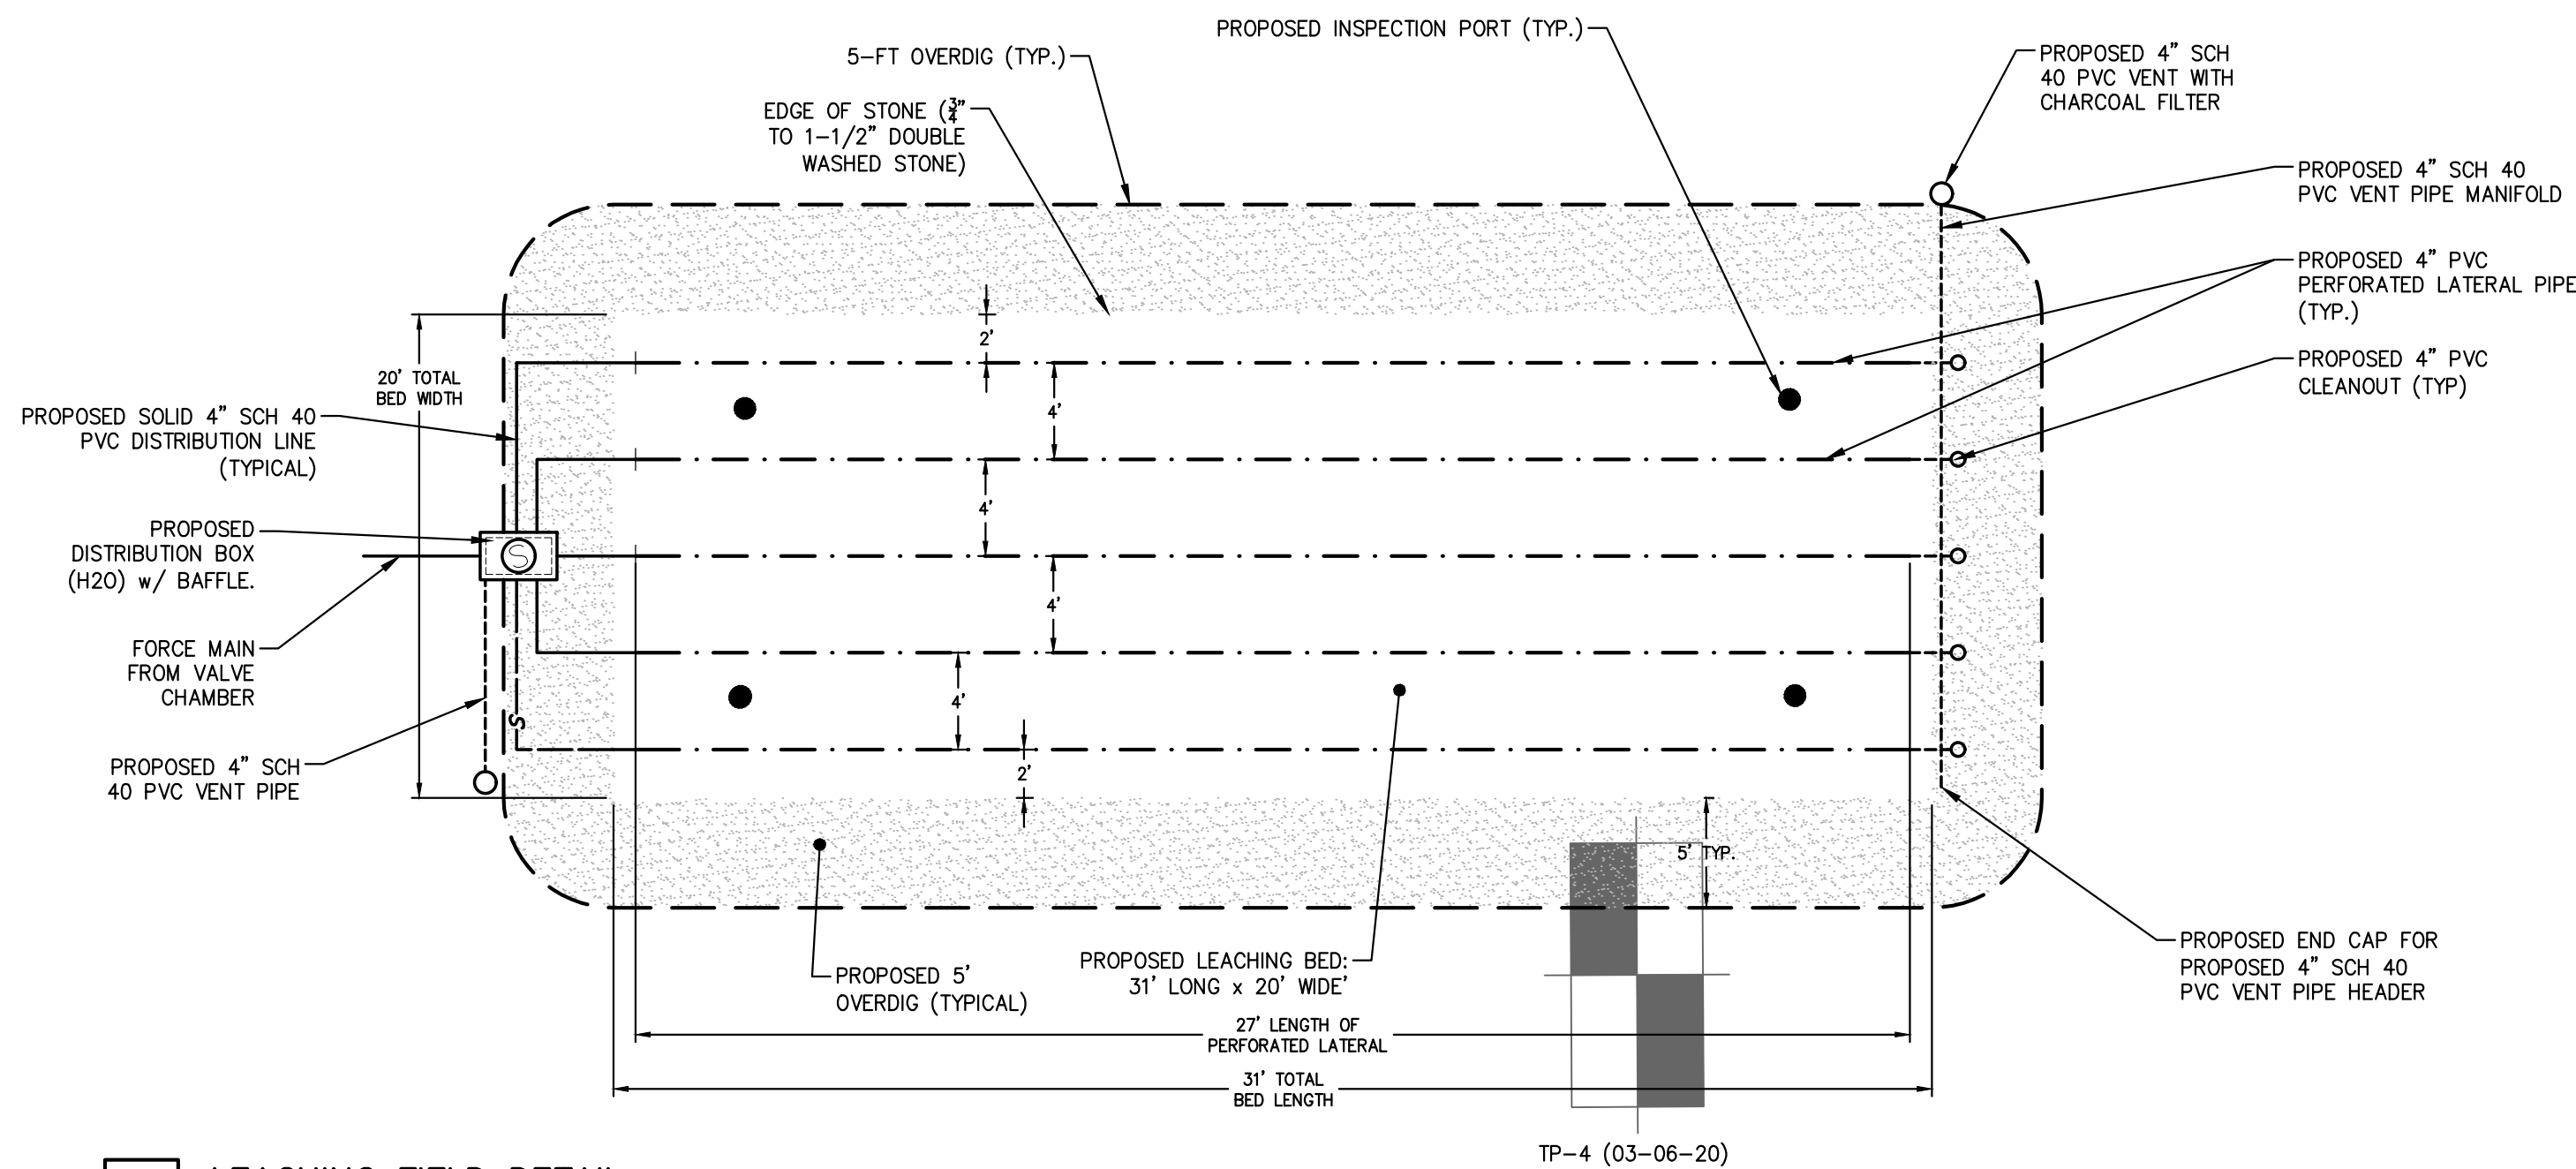 PROPOSED INSPECTION PORT (TYP.)
5-FT OVERDIG (TYP.)
EDGE OF STONE (3/4"
TO 1-1/2" DOUBLE
WASHED STONE)
PROPOSED 4" SCH
40 PVC VENT WITH
CHARCOAL FILTER
PROPOSED 4" SCH 40
PVC VENT PIPE MANIFOLD
PROPOSED 4" PVC
PERFORATED LATERAL PIPE
(TYP.)
PROPOSED 4" PVC
CLEANOUT (TYP)
2'
20' TOTAL
BED WIDTH
4'
4'
4'
4'
2'
PROPOSED SOLID 4" SCH 40
PVC DISTRIBUTION LINE
(TYPICAL)
PROPOSED
DISTRIBUTION BOX
(H20) w/ BAFFLE.
S
FORCE MAIN
FROM VALVE
CHAMBER
S
PROPOSED 4" SCH
40 PVC VENT PIPE
5' TYP.
PROPOSED 5'
OVERDIG (TYPICAL)
PROPOSED LEACHING BED:
31' LONG x 20' WIDE'
PROPOSED END CAP FOR
PROPOSED 4" SCH 40
PVC VENT PIPE HEADER
27' LENGTH OF
PERFORATED LATERAL
31' TOTAL
BED LENGTH
TP-4 (03-06-20)
LEACHING FIELD DETAIL